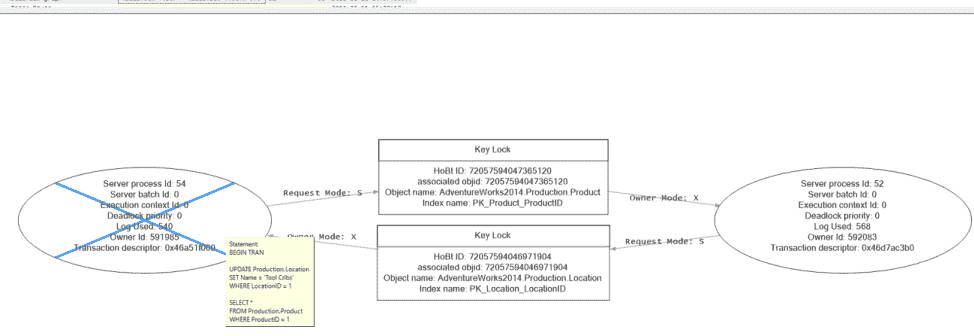 Server process Id: 54
Server batch Id: 0
Execution context Id: 0
Deadlock priority: 0
Log Used: 540
Owner Id: 591985
Transaction descriptor: 0x46a51f000
Request Mode: S
Owner Mode: X
Statement:
BEGIN TRAN
UPDATE Production.Location
SET Name = 'Tool Cribs'
WHERE LocationID = 1
SELECT *
FROM Production.Product
WHERE ProductID = 1
Key Lock
HoBt ID: 72057594047365120
associated objid: 72057594047365120
Object name: AdventureWorks2014.Production.Product
Index name: PK_Product_ProductID
Key Lock
HoBt ID: 72057594046971904
associated objid: 72057594046971904
Object name: AdventureWorks2014.Production.Location
Index name: PK_Location_LocationID
Owner Mode: X
Request Mode: S
Server process Id: 52
Server batch Id: 0
Execution context Id: 0
Deadlock priority: 0
Log Used: 568
Owner Id: 592083
Transaction descriptor: 0x46d7ac3b0